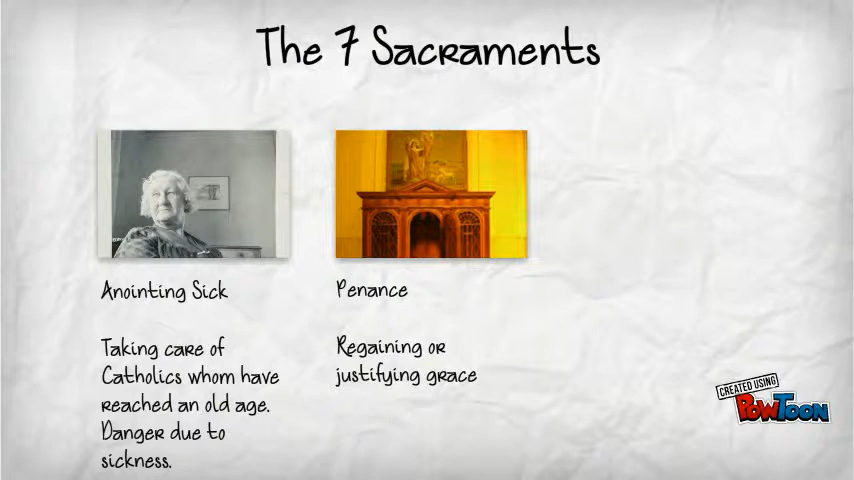 The 7 Sacraments
Anointing Sick
Taking care of
Catholics whom have
reached an old age.
Danger due to
sickness.
Penance
Regaining or
justifying grace
CREATED USING
POWTOON